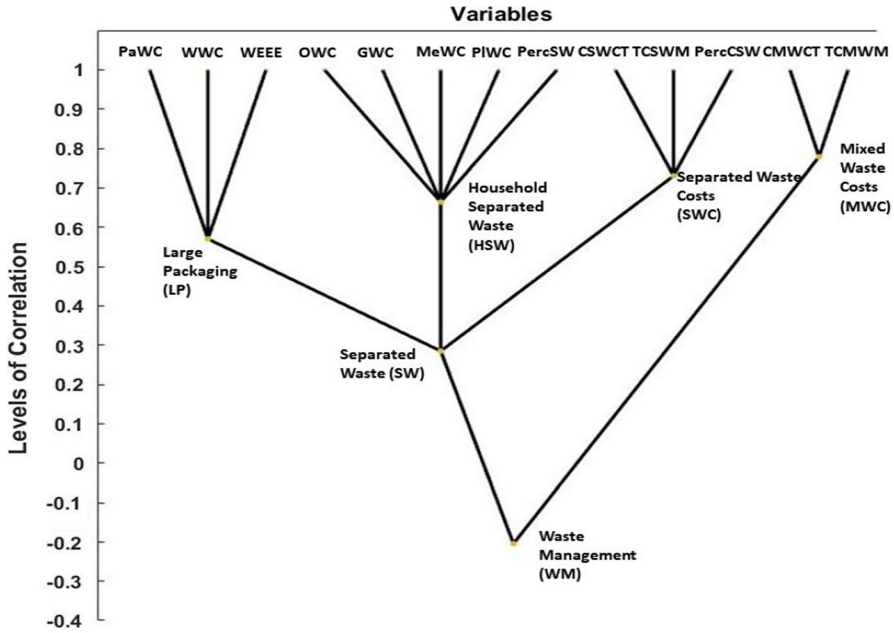 Variables
PaWC WWC WEEE OWC GWC MeWC PlWC PercSW CSWCT TCSWM PercCSW CMWCT TCMWM
1
0.9
0.8
0.7
0.6
0.5
0.4
0.3
0.2
0.1
0
-0.1
-0.2
-0.3
-0.4
Levels of Correlation
Large
Packaging
(LP)
Household
Separated
Waste
(HSW)
Separated Waste
Costs
(SWC)
Mixed
Waste
Costs
(MWC)
Separated
Waste (SW)
Waste
Management
(WM)